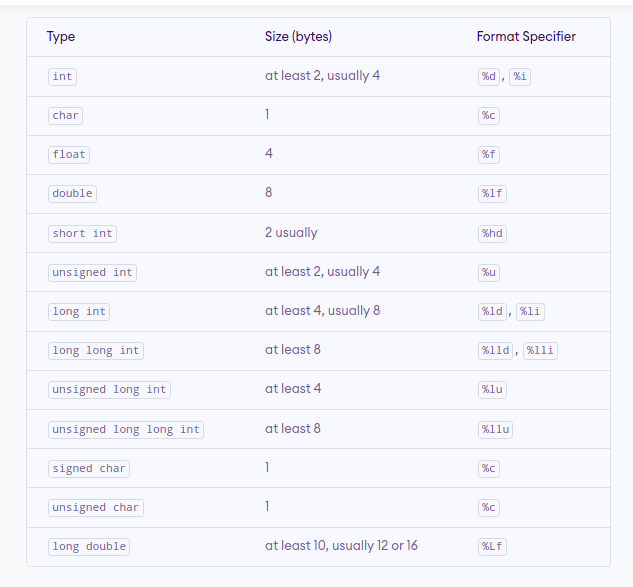 Type Size (bytes) Format Specifier
int at least 2, usually 4 %d, %i
char 1 %c
float 4 %f
double 8 %lf
short int 2 usually %hd
unsigned int at least 2, usually 4 %u
long int at least 4, usually 8 %ld, %li
long long int at least 8 %lld, %lli
unsigned long int at least 4 %lu
unsigned long long int at least 8 %llu
signed char 1 %c
unsigned char 1 %c
long double at least 10, usually 12 or 16 %Lf